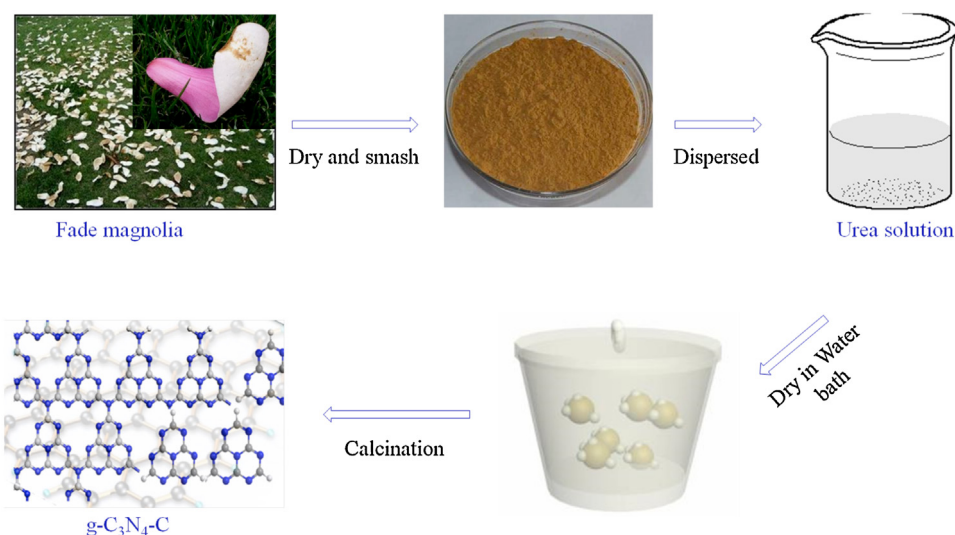 Dry and smash
Dispersed
Fade magnolia
Urea solution
Dry in Water
bath
Calcination
g-C₃N₄-C